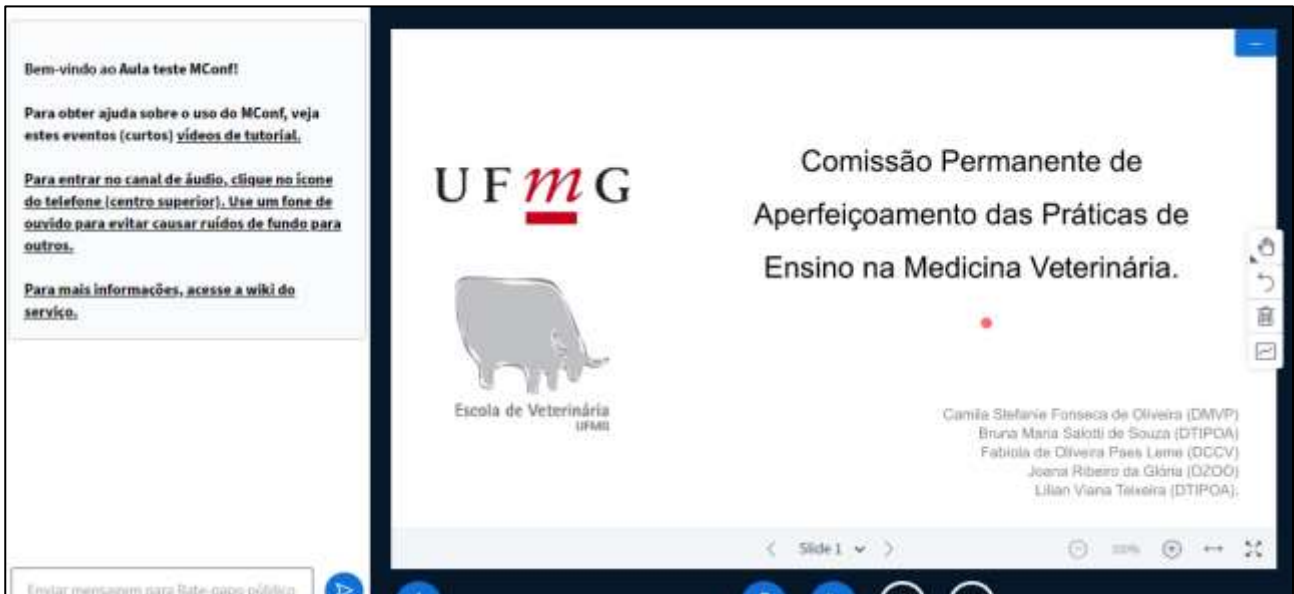 Bem-vindo ao Aula teste MConf!
Para obter ajuda sobre o uso do MConf, veja
estes eventos (curtos) vídeos de tutorial.
Para entrar no canal de áudio, clique no ícone
do telefone (centro superior). Use um fone de
ouvido para evitar causar ruídos de fundo para
outros.
Para mais informações, acesse a wiki do
serviço.
Enviar mensagem para Bate-papo público
UFmG
Escola de Veterinária
UFMG
Comissão Permanente de
Aperfeiçoamento das Práticas de
Ensino na Medicina Veterinária.
Camila Stefanie Fonseca de Oliveira (DMVP)
Bruna Maria Salotti de Souza (DTIPOA)
Fabiola de Oliveira Paes Leme (DCCV)
Joana Ribeiro da Glória (DZOO)
Lilian Viana Teixeira (DTIPOA).
Slide 1